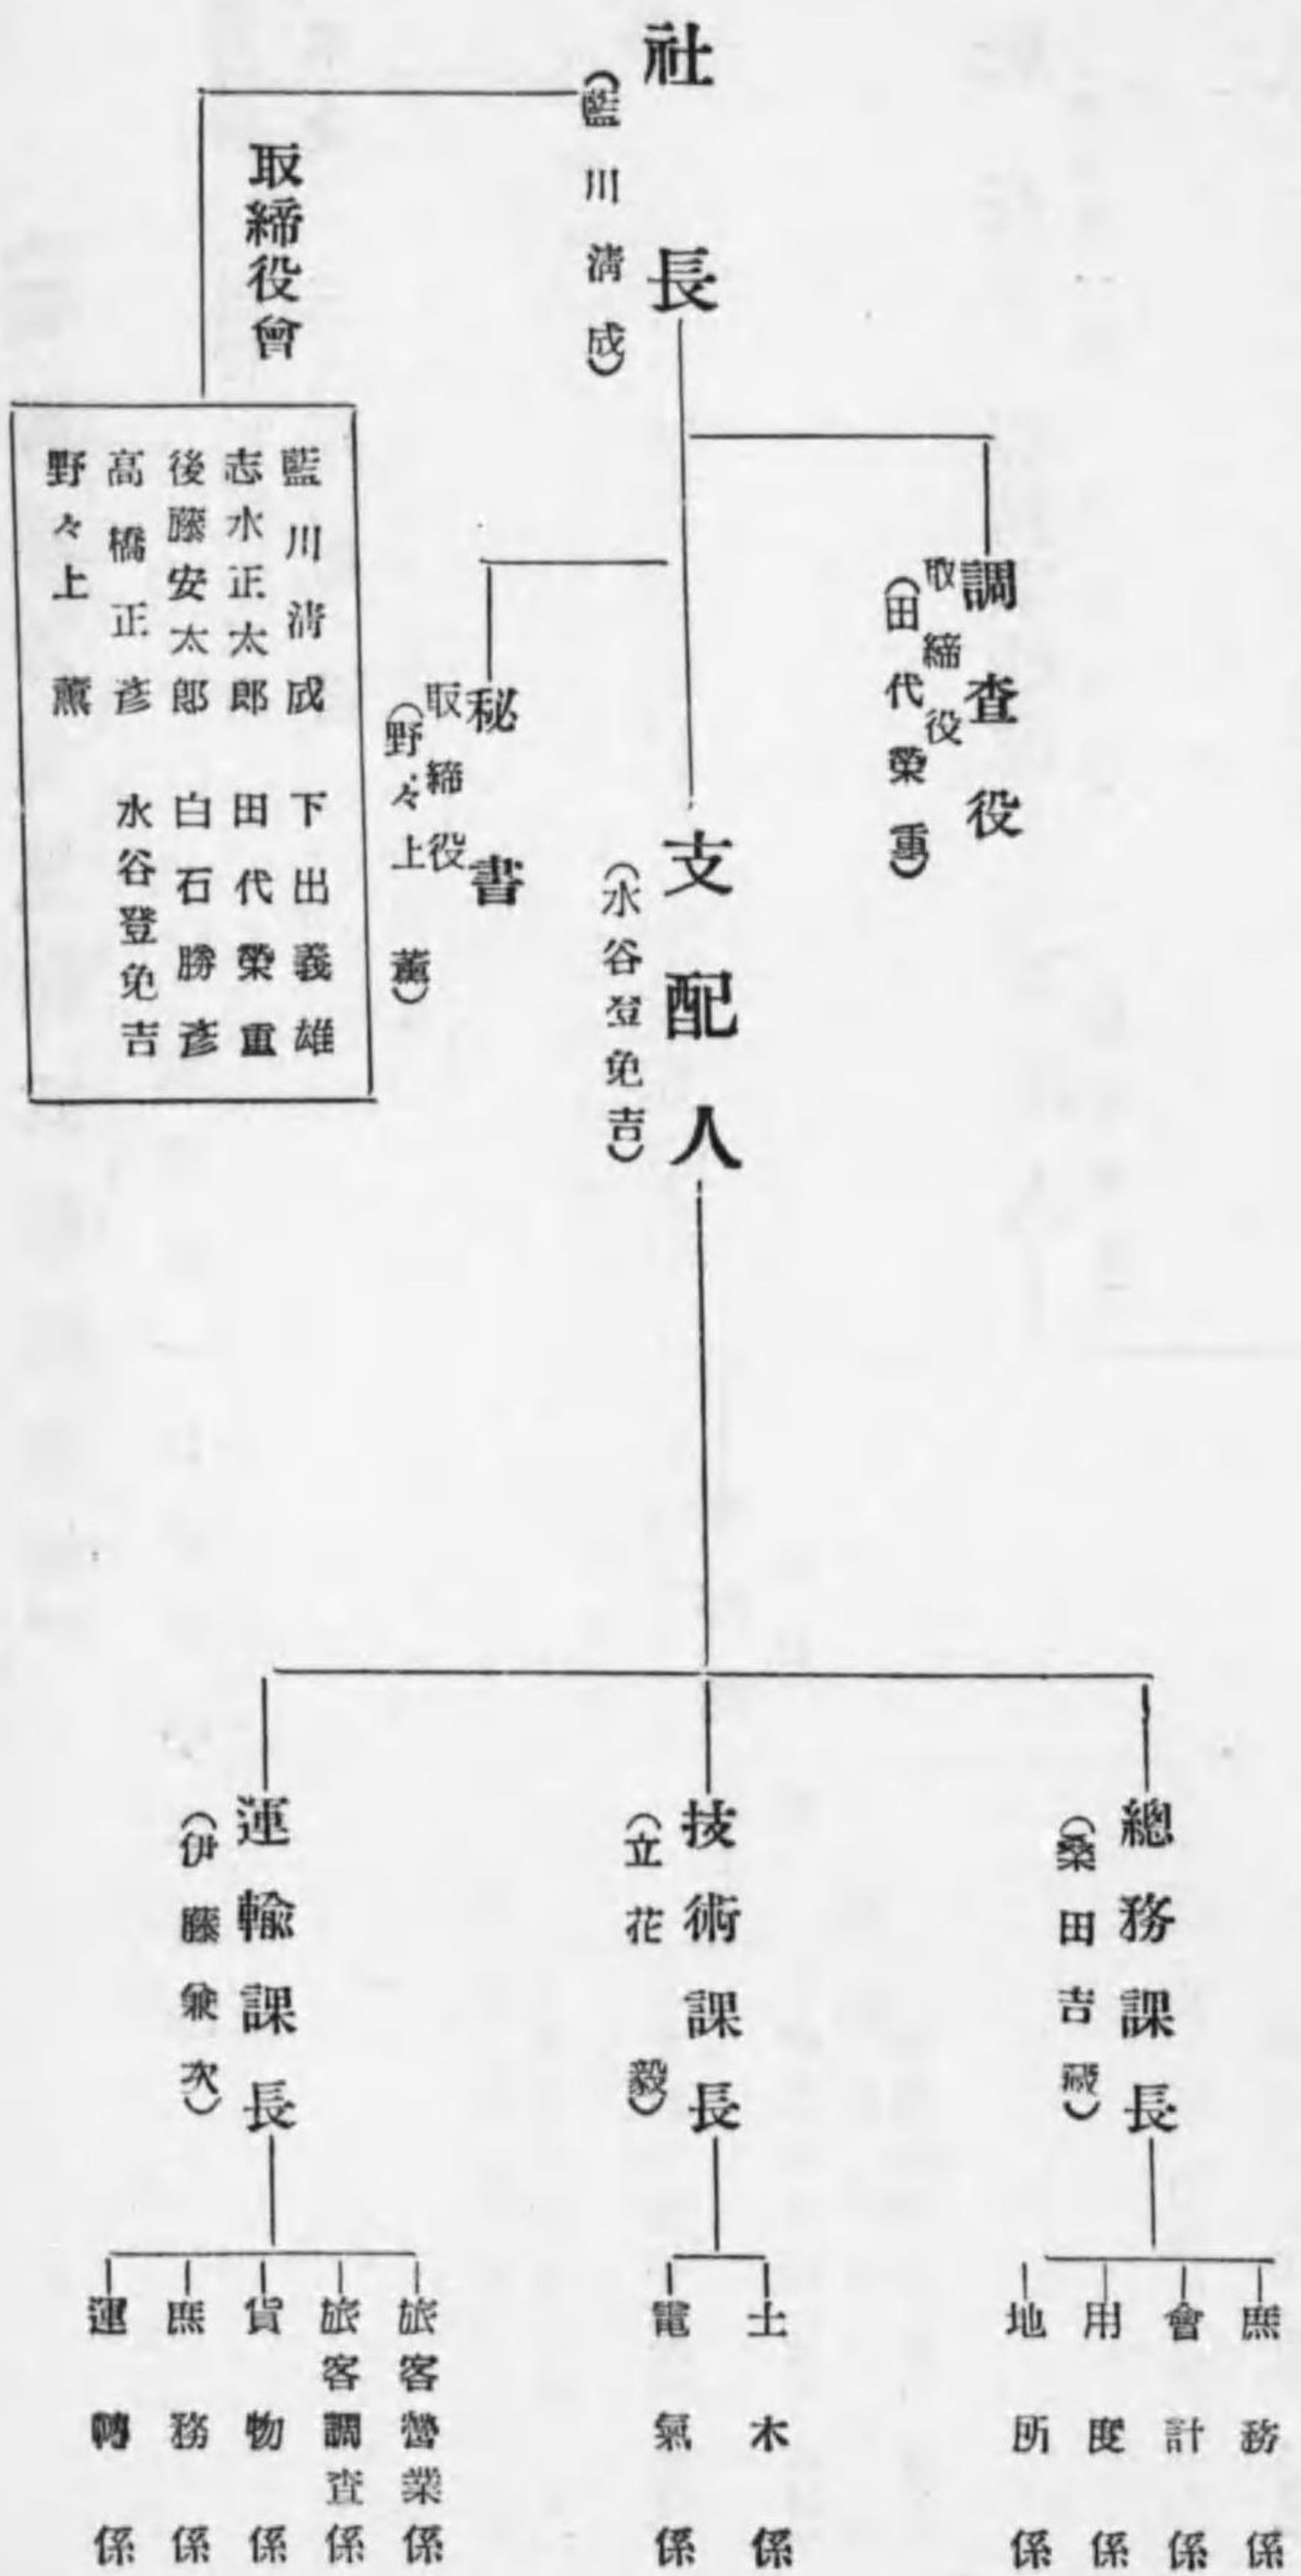 社長
（藍川清成）
取締役會
藍川清成　下出義雄
志水正太郎　田代榮重
後藤安太郎　白石勝彥
高橋正彥　水谷登免吉
野々上薰
調査役
取締役
（田代榮重）
秘書
取締役
（野々上薰）
支配人
（水谷登免吉）
總務課長
（桑田吉藏）
庶務係
會計係
用度係
地所係
技術課長
（立花毅）
土木係
電氣係
運輸課長
（伊藤兼次）
旅客營業係
旅客調査係
貨物係
庶務係
運轉係